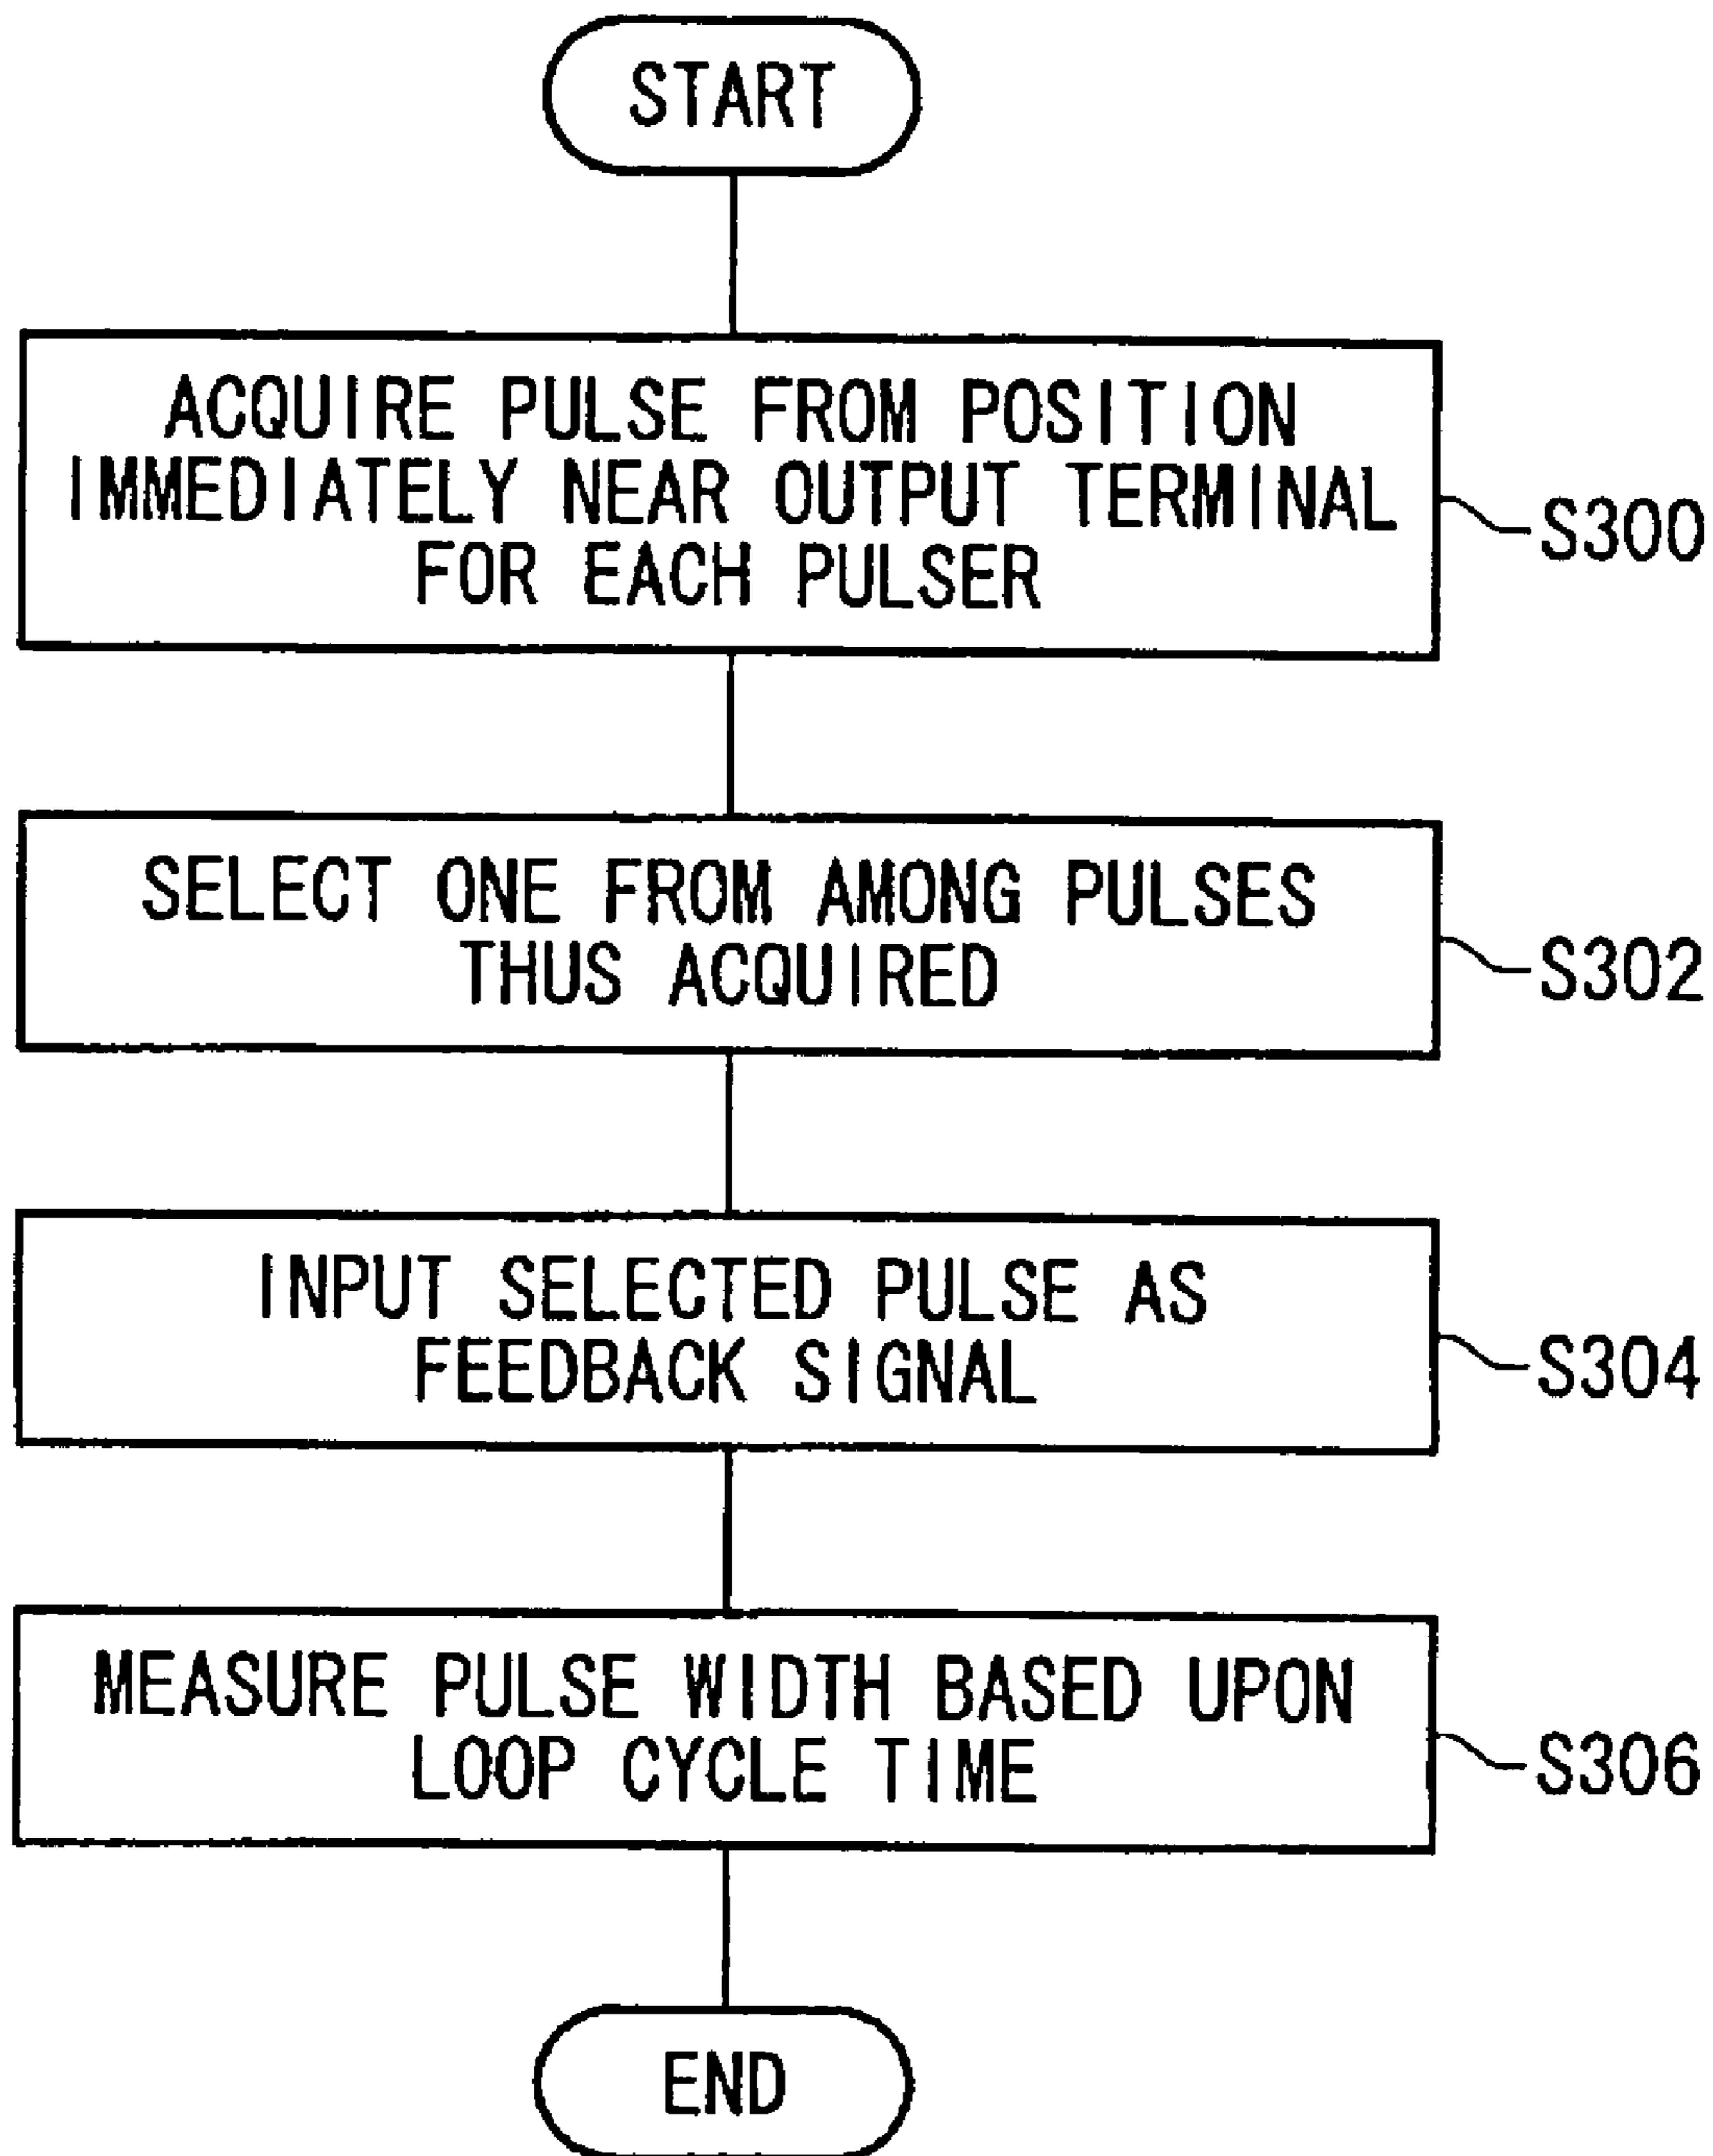 START
ACQUIRE PULSE FROM POSITION
IMMEDIATELY NEAR OUTPUT TERMINAL
FOR EACH PULSER
S300
SELECT ONE FROM AMONG PULSES
THUS ACQUIRED
S302
INPUT SELECTED PULSE AS
FEEDBACK SIGNAL
S304
MEASURE PULSE WIDTH BASED UPON
LOOP CYCLE TIME
S306
END